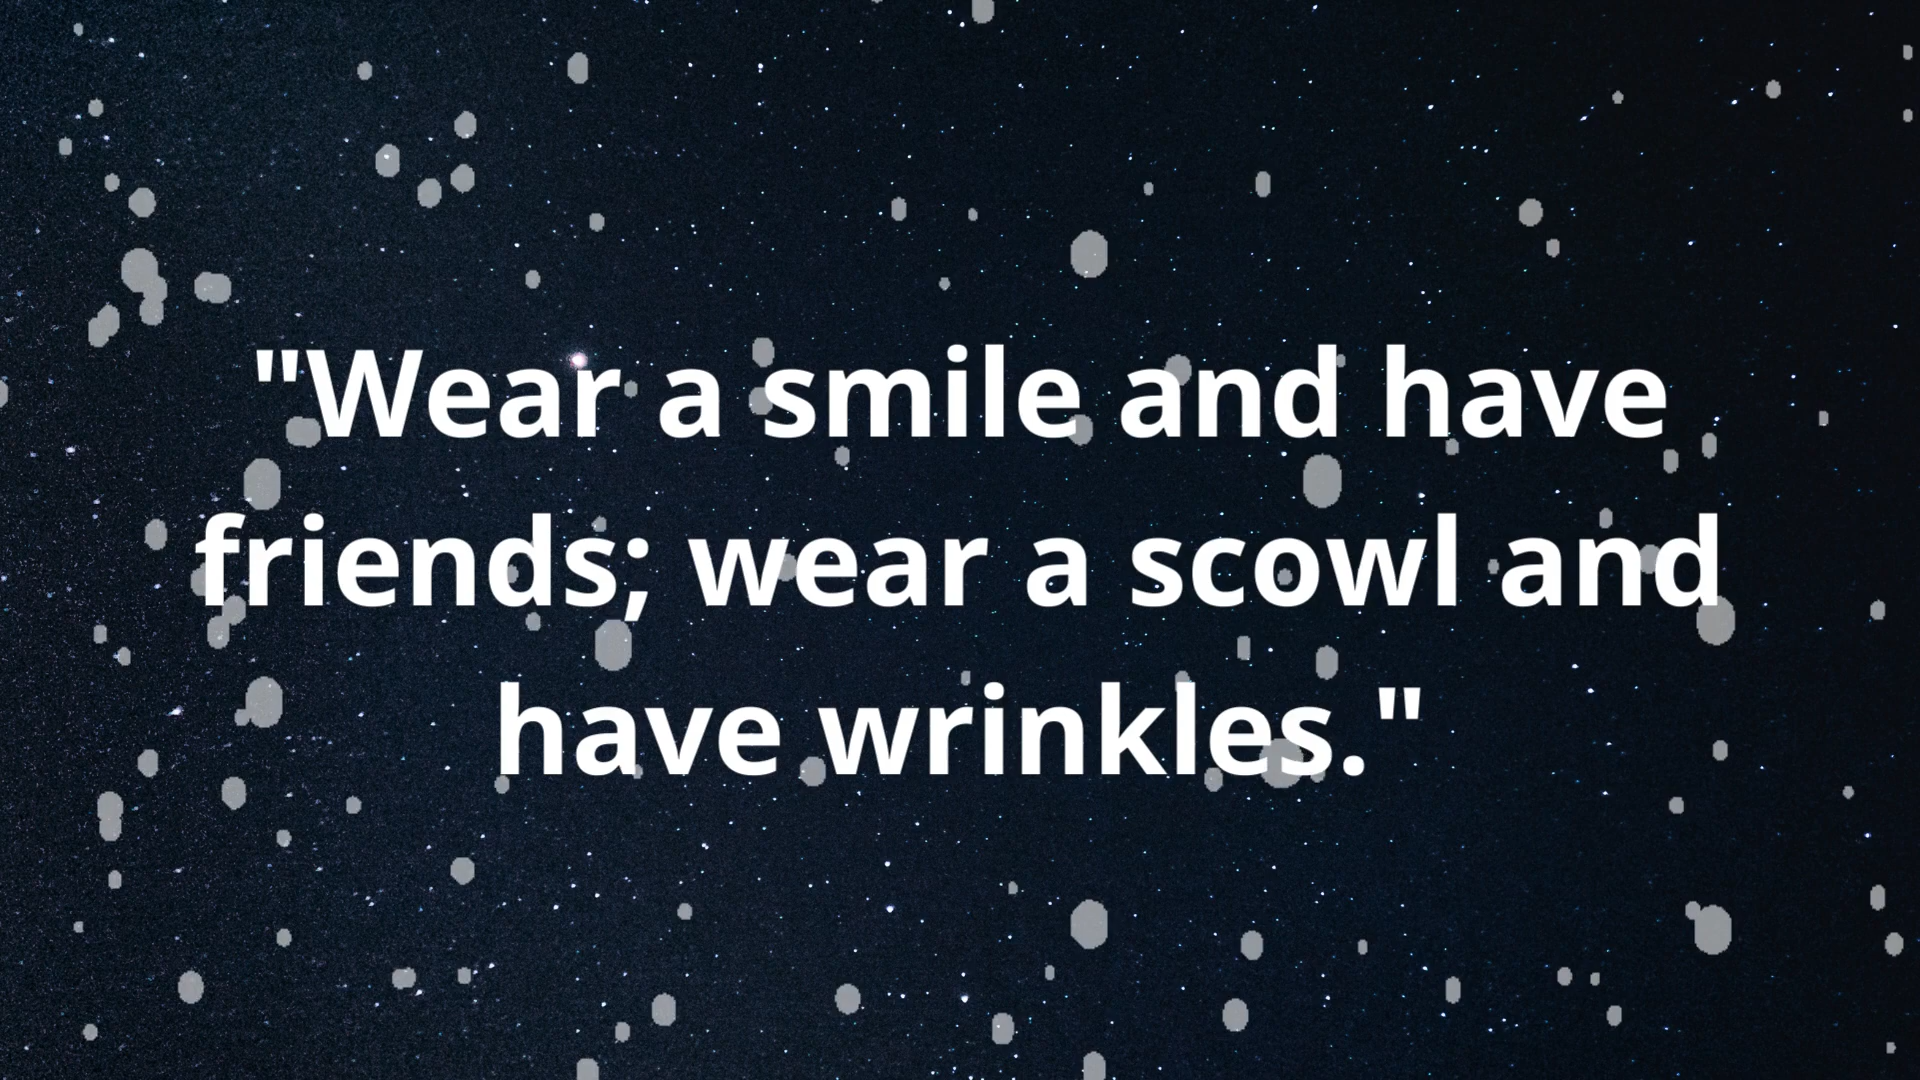 "Wear a smile and have
friends; wear a scowl and
have wrinkles."